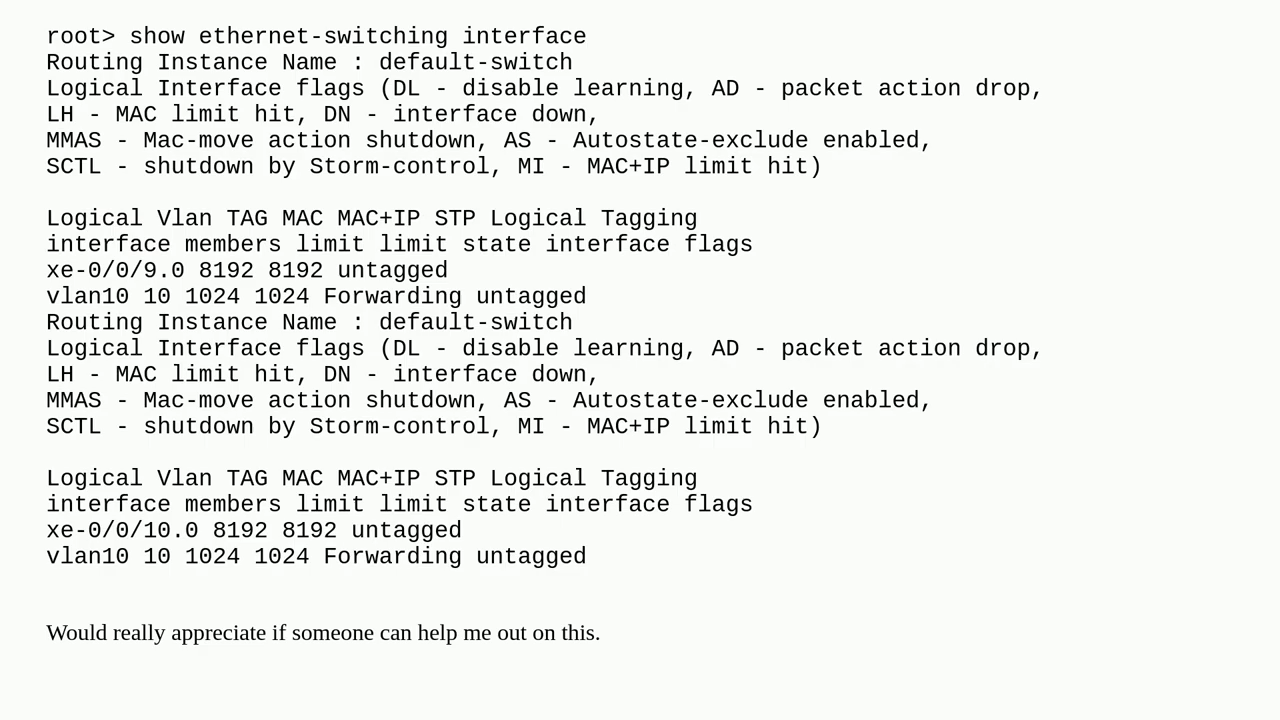 root> show ethernet-switching interface
Routing Instance Name : default-switch
Logical Interface flags (DL - disable learning, AD - packet action drop,
LH - MAC limit hit, DN - interface down,
MMAS - Mac-move action shutdown, AS - Autostate-exclude enabled,
SCTL - shutdown by Storm-control, MI - MAC+IP limit hit)

Logical Vlan TAG MAC MAC+IP STP Logical Tagging
interface members limit limit state interface flags
xe-0/0/9.0 8192 8192 untagged
vlan10 10 1024 1024 Forwarding untagged
Routing Instance Name : default-switch
Logical Interface flags (DL - disable learning, AD - packet action drop,
LH - MAC limit hit, DN - interface down,
MMAS - Mac-move action shutdown, AS - Autostate-exclude enabled,
SCTL - shutdown by Storm-control, MI - MAC+IP limit hit)

Logical Vlan TAG MAC MAC+IP STP Logical Tagging
interface members limit limit state interface flags
xe-0/0/10.0 8192 8192 untagged
vlan10 10 1024 1024 Forwarding untagged

Would really appreciate if someone can help me out on this.